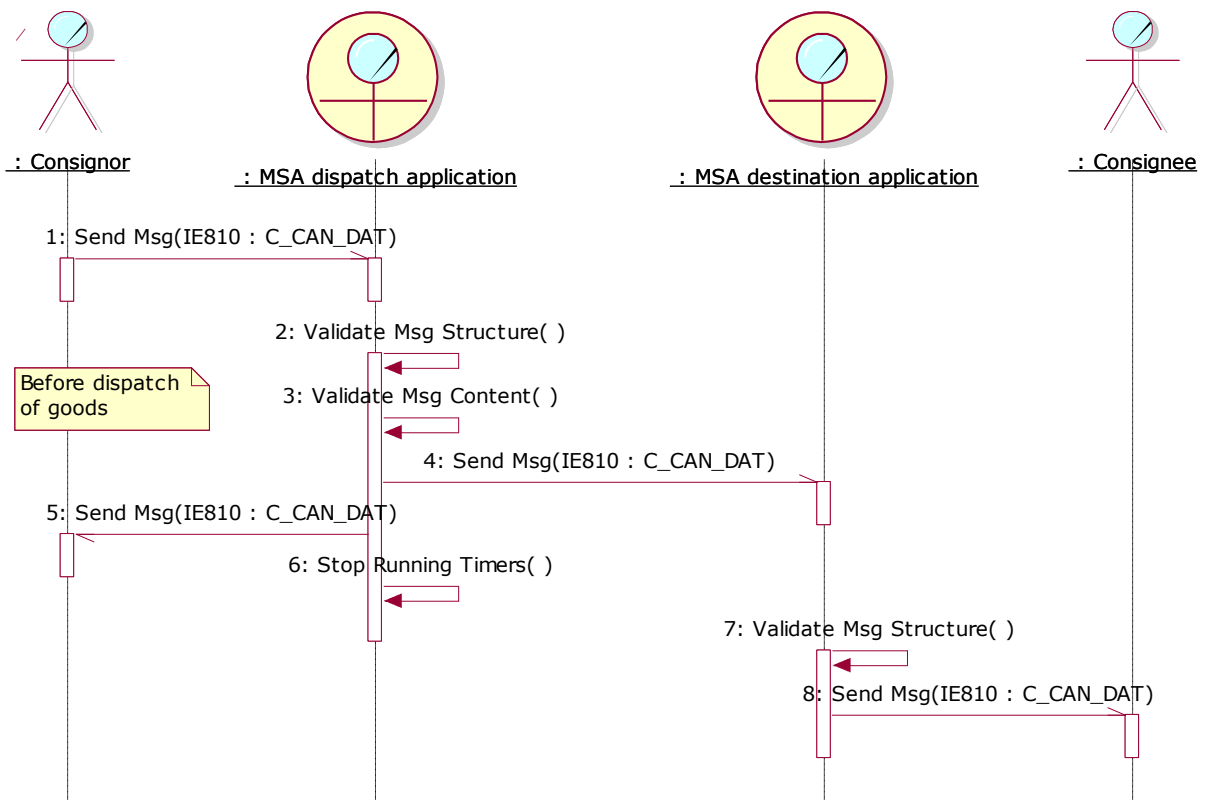 : Consignor
: MSA dispatch application
: MSA destination application
: Consignee
1: Send Msg(IE810 : C_CAN_DAT)
2: Validate Msg Structure( )
Before dispatch
of goods
3: Validate Msg Content( )
4: Send Msg(IE810 : C_CAN_DAT)
5: Send Msg(IE810 : C_CAN_DAT)
6: Stop Running Timers( )
7: Validate Msg Structure( )
8: Send Msg(IE810 : C_CAN_DAT)